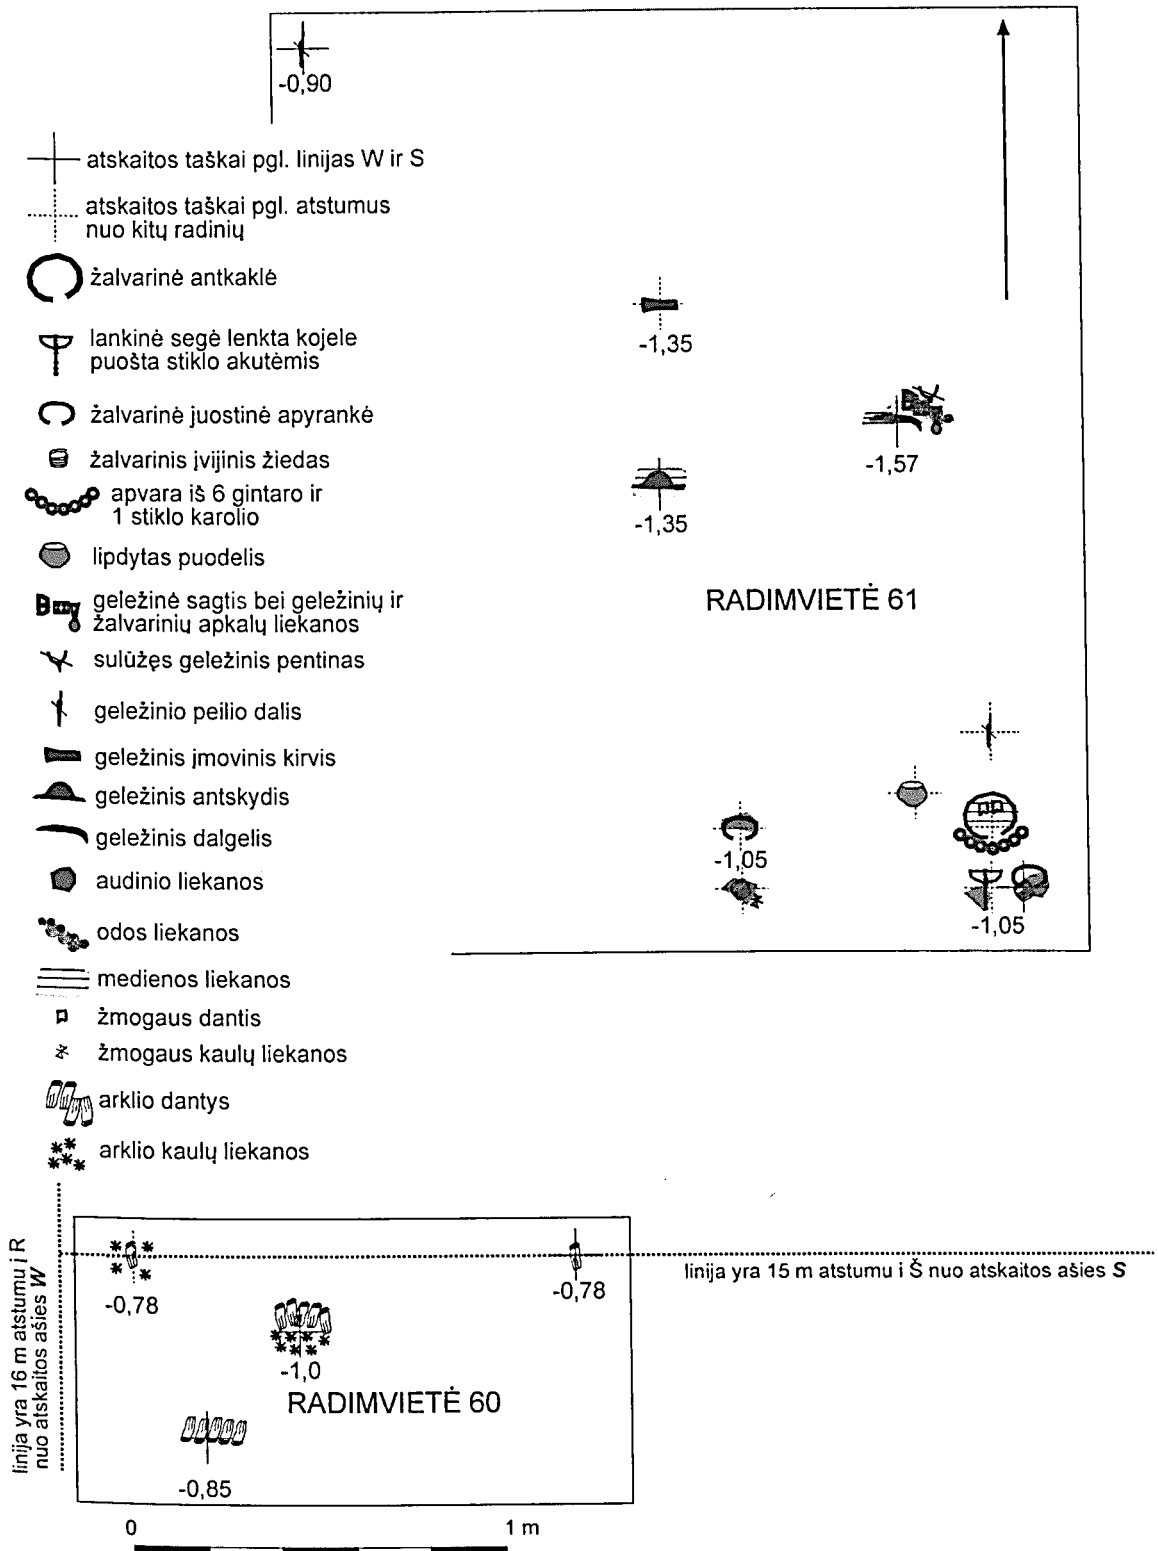 -0,90
atskaitos taškai pgl. linijas W ir S
atskaitos taškai pgl. atstumus
nuo kitų radinių
žalvarinė antkaklė
lankinė segė lenkta kojele
puošta stiklo akutėmis
žalvarinė juostinė apyrankė
žalvarinis įvijinis žiedas
apvara iš 6 gintaro ir
1 stiklo karolio
lipdytas puodelis
geležinė sagtis bei geležinių ir
žalvarinių apkalų liekanos
sulūžęs geležinis pentinas
geležinio peilio dalis
geležinis įmovinis kirvis
geležinis antskydis
geležinis dalgelis
audinio liekanos
odos liekanos
medienos liekanos
žmogaus dantis
žmogaus kaulų liekanos
arklio dantys
arklio kaulų liekanos
-1,35
-1,57
-1,35
RADIMVIETĖ 61
-1,05
-1,05
linija yra 16 m atstumu į R
nuo atskaitos ašies W
linija yra 15 m atstumu į Š nuo atskaitos ašies S
-0,78
-0,78
-1,0
RADIMVIETĖ 60
-0,85
0
1 m